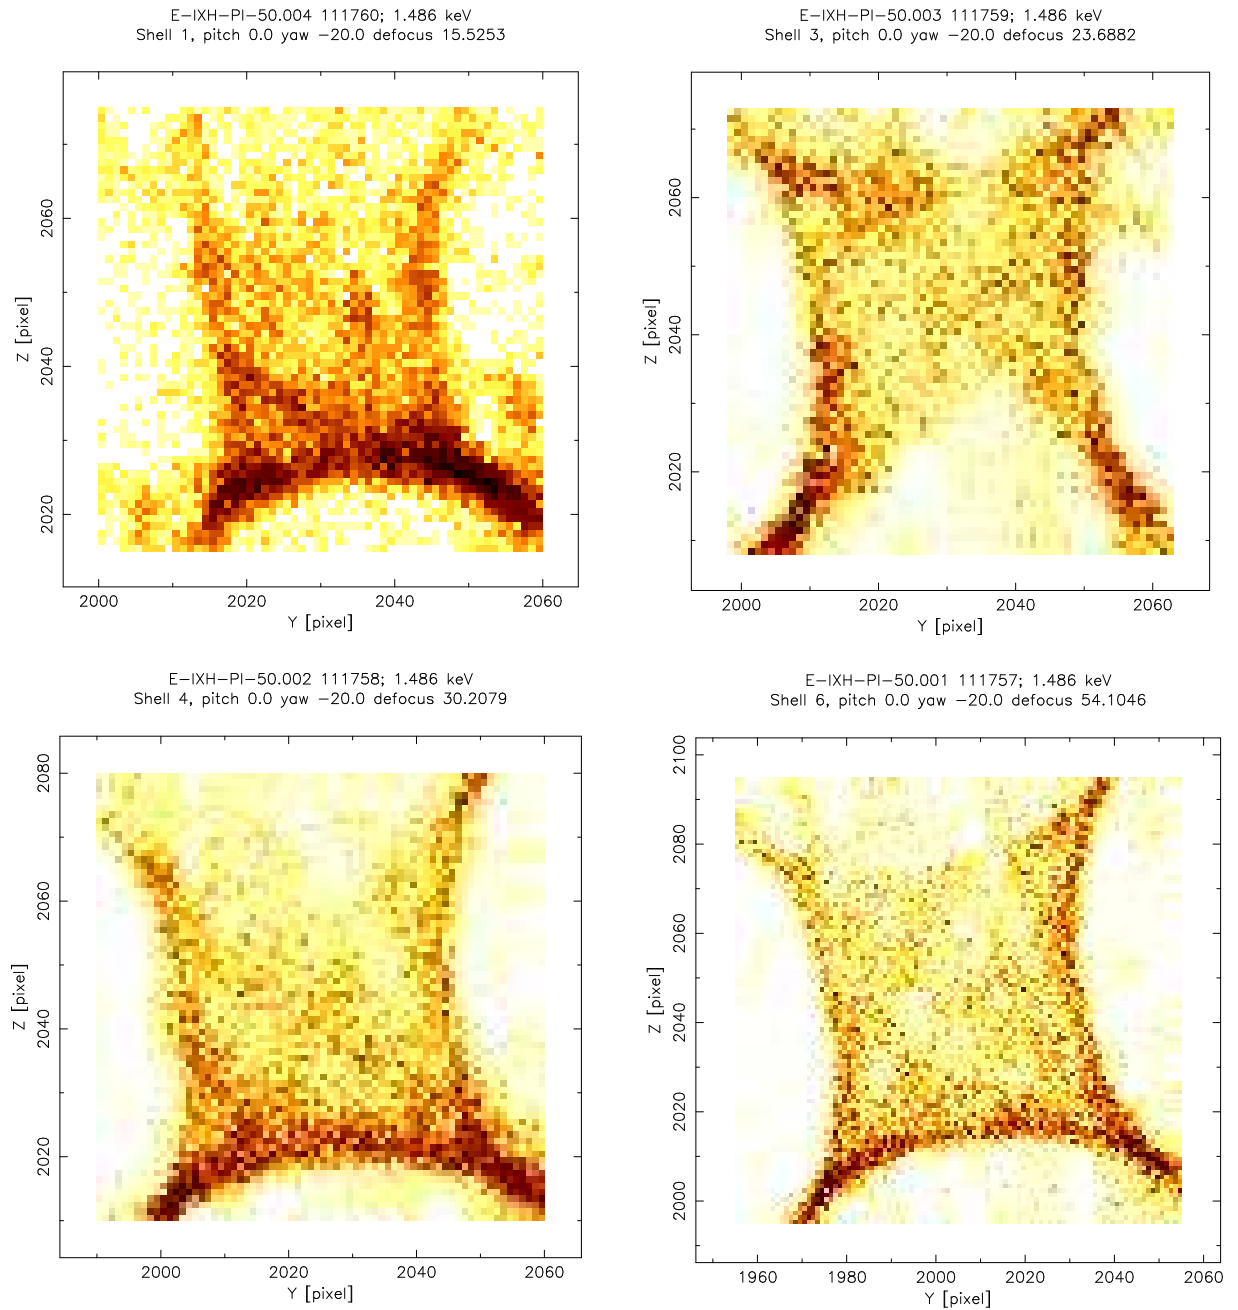 E-IXH-PI-50.004 111760; 1.486 keV
Shell 1, pitch 0.0 yaw -20.0 defocus 15.5253
2060
2040
2020
Z [pixel]
2000 2020 2040 2060
Y [pixel]
E-IXH-PI-50.003 111759; 1.486 keV
Shell 3, pitch 0.0 yaw -20.0 defocus 23.6882
2060
2040
2020
Z [pixel]
2000 2020 2040 2060
Y [pixel]
E-IXH-PI-50.002 111758; 1.486 keV
Shell 4, pitch 0.0 yaw -20.0 defocus 30.2079
2080
2060
2040
2020
Z [pixel]
2000 2020 2040 2060
Y [pixel]
E-IXH-PI-50.001 111757; 1.486 keV
Shell 6, pitch 0.0 yaw -20.0 defocus 54.1046
2100
2080
2060
2040
2020
2000
Z [pixel]
1960 1980 2000 2020 2040 2060
Y [pixel]